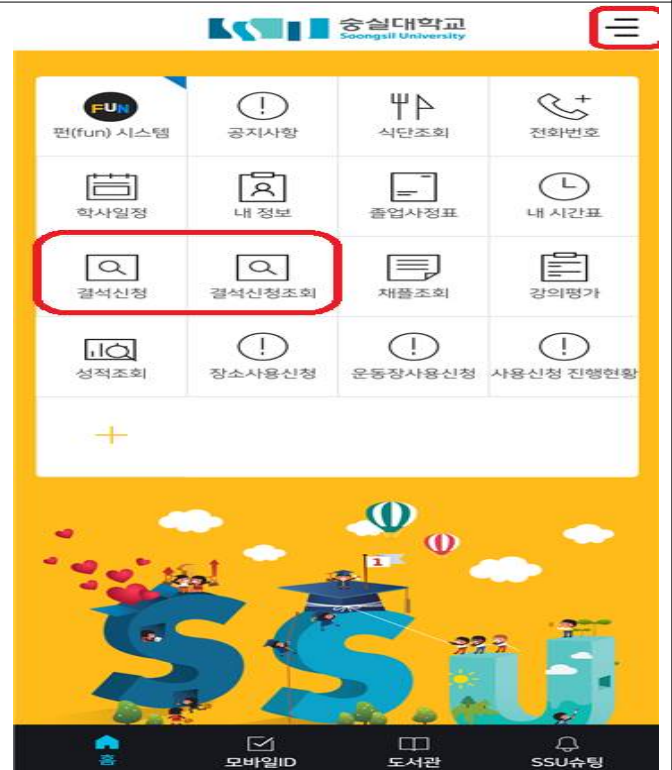 숭실대학교
Soongsil University
FUN
펀(fun) 시스템
공지사항
식단조회
전화번호
학사일정
내 정보
졸업사정표
내 시간표
결석신청
결석신청조회
채플조회
강의평가
성적조회
장소사용신청
운동장사용신청
사용신청 진행현황
1
SSU
홈
모바일ID
도서관
SSU슈팅